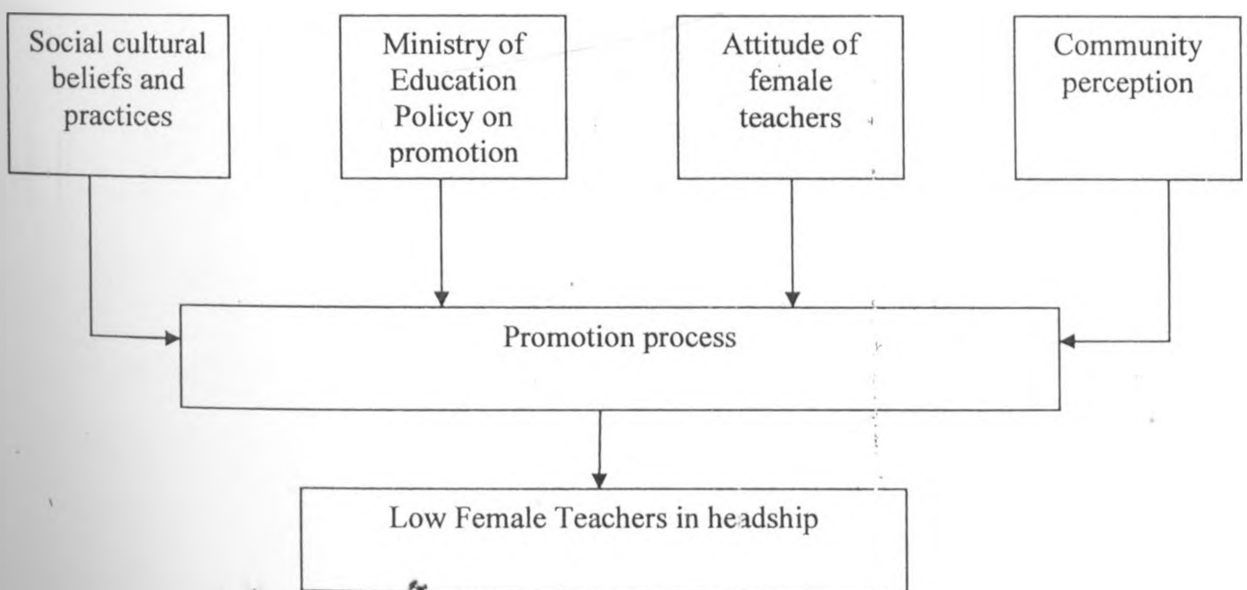 Social cultural
beliefs and
practices
Ministry of
Education
Policy on
promotion
Attitude of
female
teachers
Community
perception
Promotion process
Low Female Teachers in headship